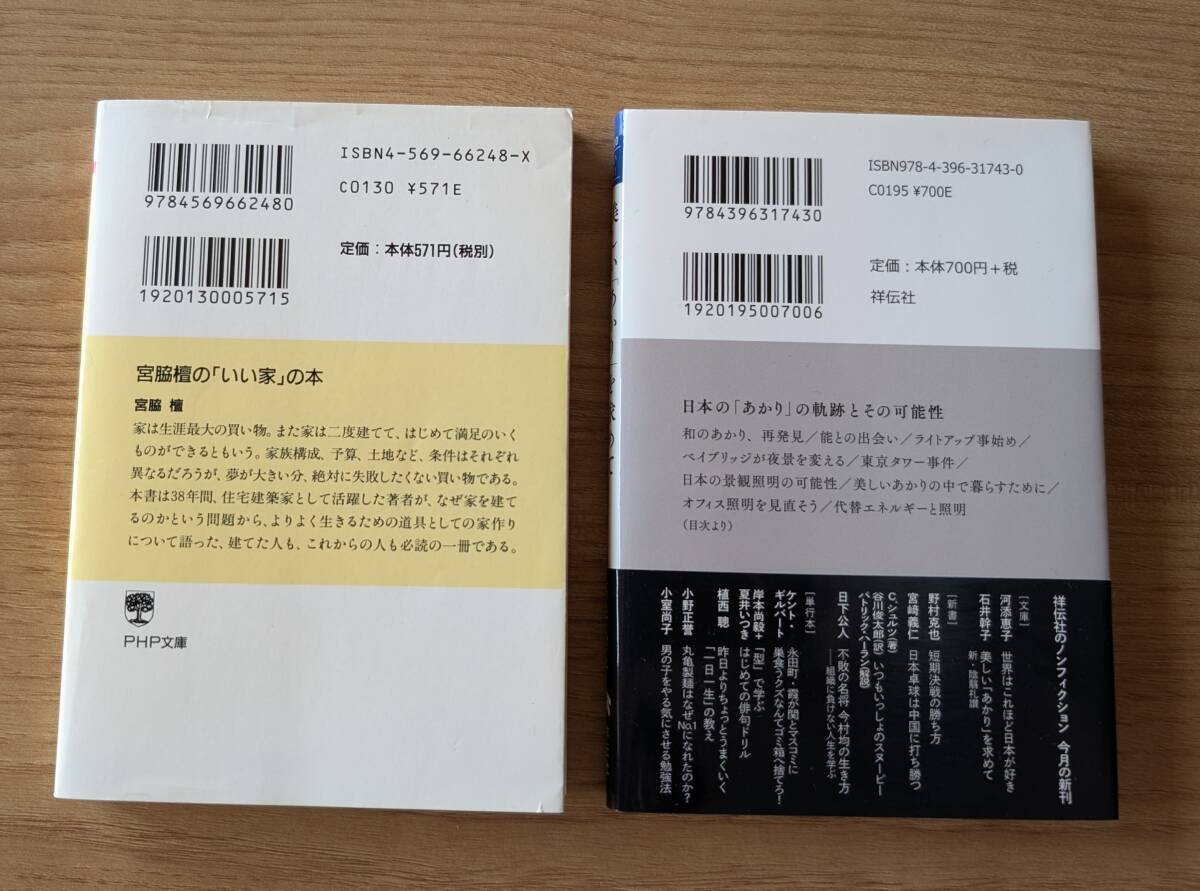 ISBN4-569-66248-X
9784569662480
C0130 ¥571E
定価：本体571円(税別)
1920130005715
宮脇檀の「いい家」の本
宮脇 檀
家は生涯最大の買い物。また家は二度建てて、はじめて満足のいく
ものができるともいう。家族構成、予算、土地など、条件はそれぞれ
異なるだろうが、夢が大きい分、絶対に失敗したくない買い物である。
本書は38年間、住宅建築家として活躍した著者が、なぜ家を建て
るのかという問題から、よりよく生きるための道具としての家作り
について語った、建てた人も、これからの人も必読の一冊である。
PHP文庫
ISBN978-4-396-31743-0
C0195 ¥700E
9784396317430
定価：本体700円＋税
1920195007006
祥伝社
日本の「あかり」の軌跡とその可能性
和のあかり、再発見／能との出会い／ライトアップ事始め／
ベイブリッジが夜景を変える／東京タワー事件／
日本の景観照明の可能性／美しいあかりの中で暮らすために／
オフィス照明を見直そう／代替エネルギーと照明
(目次より)
祥伝社のノンフィクション 今月の新刊
［文庫］
河添恵子 世界はこれほど日本が好き
石井幹子 美しい「あかり」を求めて
新・陰翳礼讃
［新書］
野村克也 短期決戦の勝ち方
宮﨑義仁 日本卓球は中国に打ち勝つ
C.シュルツ(著)
谷川俊太郎(訳) いつもいっしょのスヌーピー
パトリック・ハーラン(解説)
日下公人 不敗の名将 今村均の生き方
──組織に負けない人生を学ぶ
［単行本］
ケント・ギルバート 永田町・霞が関とマスコミに
巣食うクズなんてゴミ箱へ捨てろ！
岸本尚毅＋夏井いつき 「型」で学ぶ
はじめての俳句ドリル
植西 聰 昨日よりちょっとうまくいく
「一日一生」の教え
小野正誉 丸亀製麺はなぜNo.1になれたのか？
小室尚子 男の子をやる気にさせる勉強法